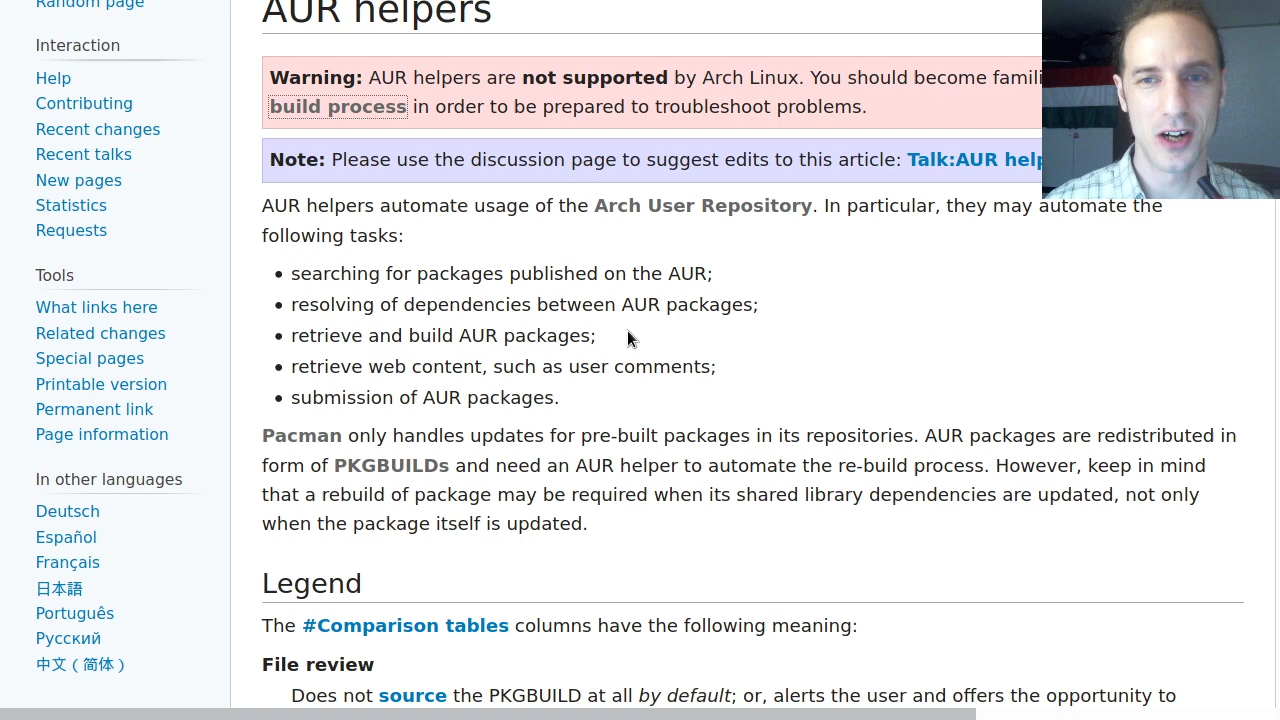 Random page
Interaction
Help
Contributing
Recent changes
Recent talks
New pages
Statistics
Requests
Tools
What links here
Related changes
Special pages
Printable version
Permanent link
Page information
In other languages
Deutsch
Español
Français
日本語
Português
Русский
中文（简体）
AUR helpers
Warning: AUR helpers are not supported by Arch Linux. You should become
build process in order to be prepared to troubleshoot problems.
Note: Please use the discussion page to suggest edits to this article: Talk:AUR
AUR helpers automate usage of the Arch User Repository. In particular, they may automate the
following tasks:
• searching for packages published on the AUR;
• resolving of dependencies between AUR packages;
• retrieve and build AUR packages;
• retrieve web content, such as user comments;
• submission of AUR packages.
Pacman only handles updates for pre-built packages in its repositories. AUR packages are redistributed in
form of PKGBUILDs and need an AUR helper to automate the re-build process. However, keep in mind
that a rebuild of package may be required when its shared library dependencies are updated, not only
when the package itself is updated.
Legend
The #Comparison tables columns have the following meaning:
File review
Does not source the PKGBUILD at all by default; or, alerts the user and offers the opportunity to